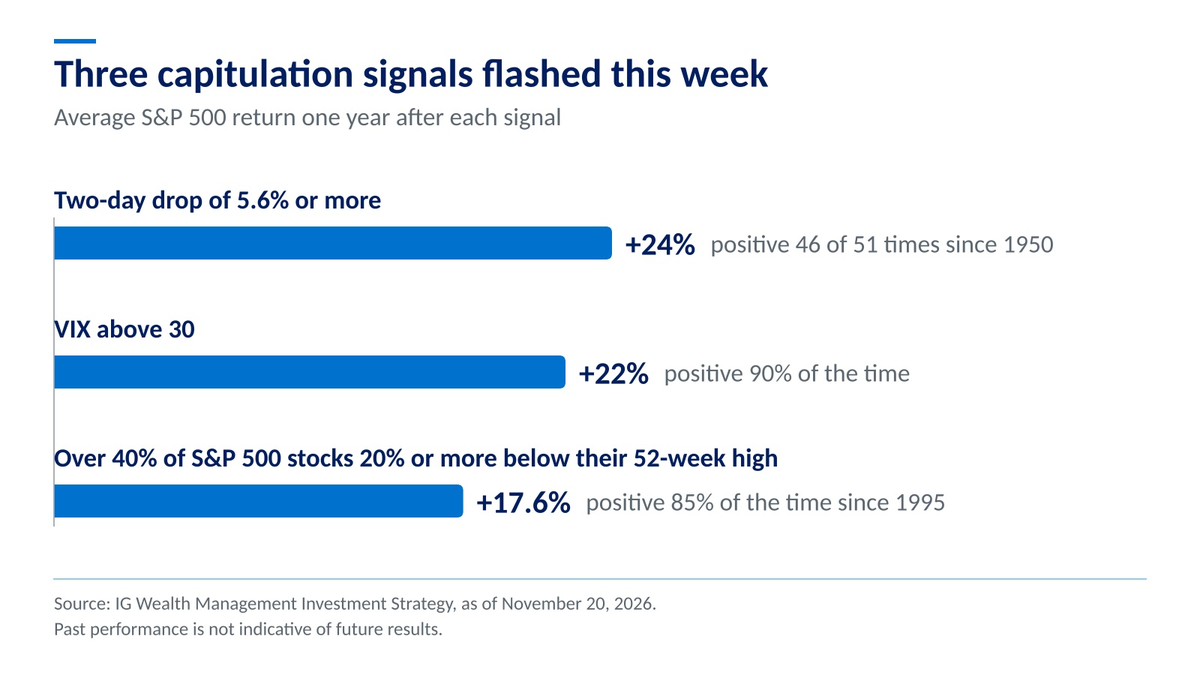 Three capitulation signals flashed this week
Average S&P 500 return one year after each signal
Two-day drop of 5.6% or more
+24% positive 46 of 51 times since 1950
VIX above 30
+22% positive 90% of the time
Over 40% of S&P 500 stocks 20% or more below their 52-week high
+17.6% positive 85% of the time since 1995
Source: IG Wealth Management Investment Strategy, as of November 20, 2026.
Past performance is not indicative of future results.